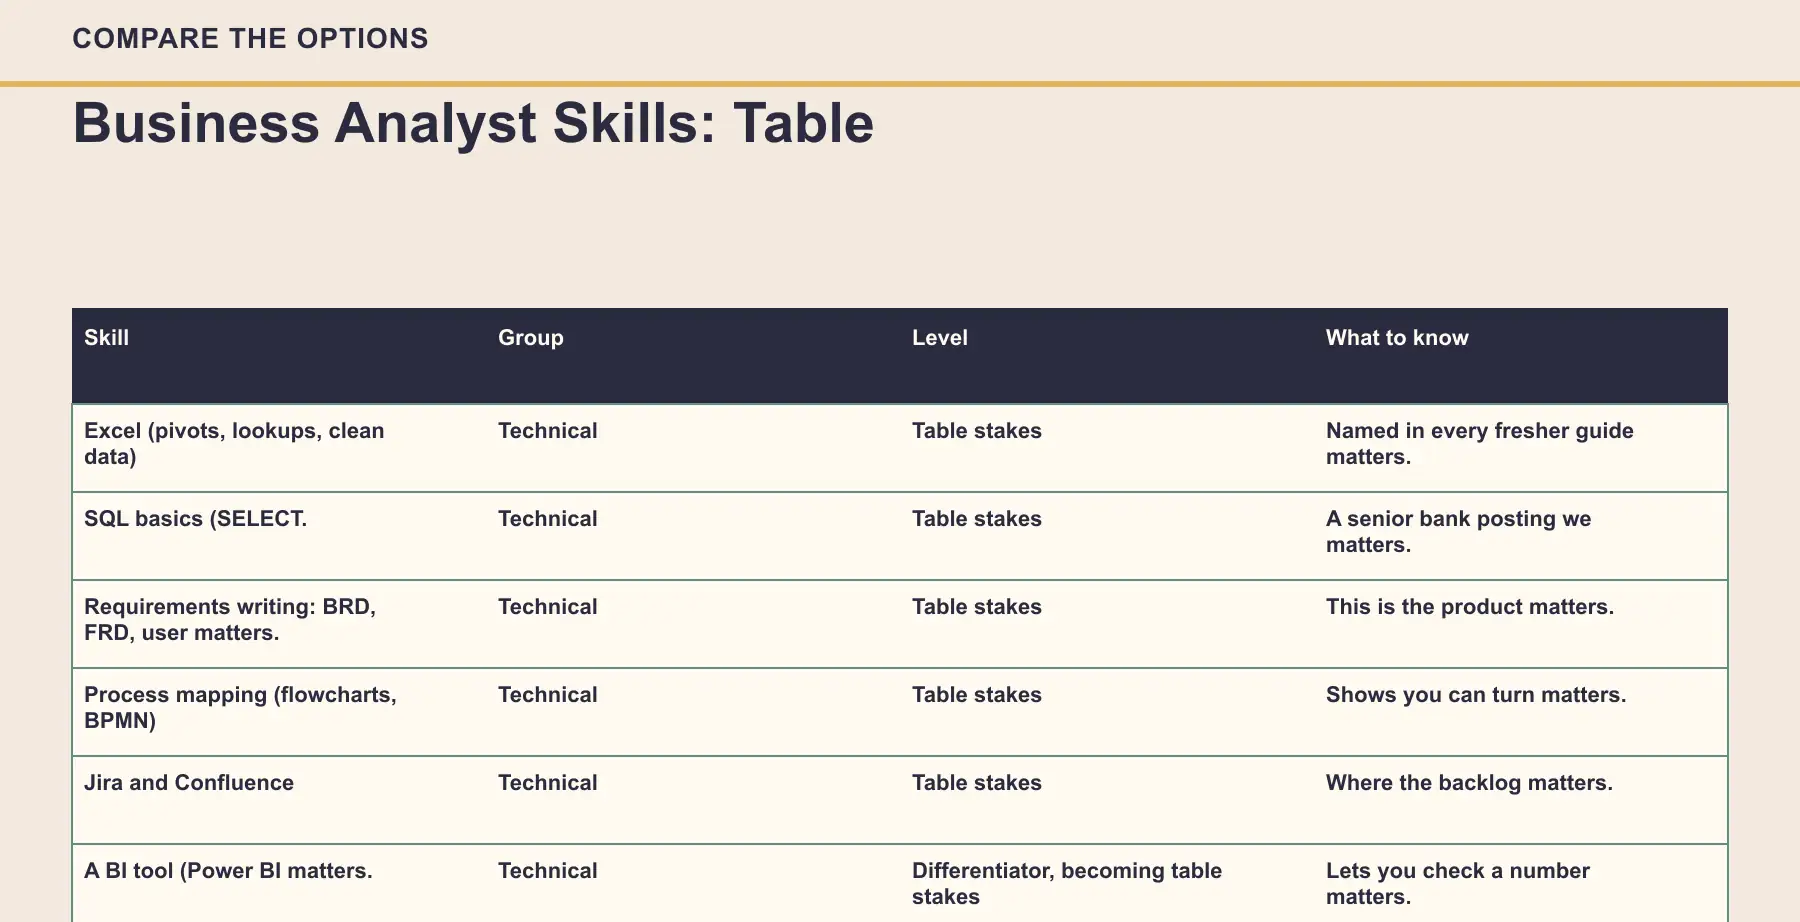 COMPARE THE OPTIONS
Business Analyst Skills: Table
Skill Group Level What to know
Excel (pivots, lookups, clean data) Technical Table stakes Named in every fresher guide matters.
SQL basics (SELECT. Technical Table stakes A senior bank posting we matters.
Requirements writing: BRD, FRD, user matters. Technical Table stakes This is the product matters.
Process mapping (flowcharts, BPMN) Technical Table stakes Shows you can turn matters.
Jira and Confluence Technical Table stakes Where the backlog matters.
A BI tool (Power BI matters. Technical Differentiator, becoming table stakes Lets you check a number matters.